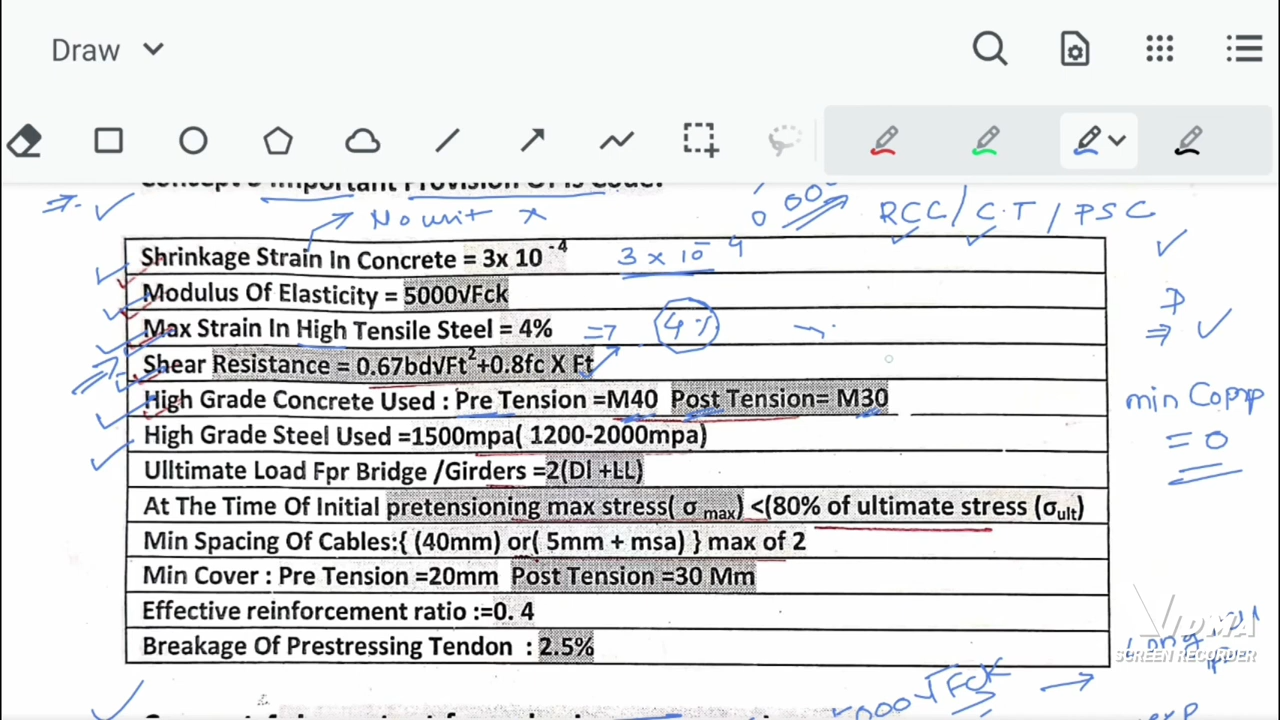 Draw
Important Provision Of Is Code:
No unit x
RCC / C.T / PSC
Shrinkage Strain In Concrete = 3x 10 -4
3 x 10 -4
Modulus Of Elasticity = 5000√Fck
Max Strain In High Tensile Steel = 4%
=> 4 %
Shear Resistance = 0.67bd√Ft²+0.8fc X Ft
High Grade Concrete Used : Pre Tension =M40 Post Tension= M30
min
= 0
High Grade Steel Used =1500mpa( 1200-2000mpa)
Ulltimate Load Fpr Bridge /Girders =2(Dl +LL)
At The Time Of Initial pretensioning max stress( σ max) <(80% of ultimate stress (σult)
Min Spacing Of Cables:{ (40mm) or( 5mm + msa) } max of 2
Min Cover : Pre Tension =20mm Post Tension =30 Mm
Effective reinforcement ratio :=0. 4
Breakage Of Prestressing Tendon : 2.5%
SCREEN RECORDER
√Fck